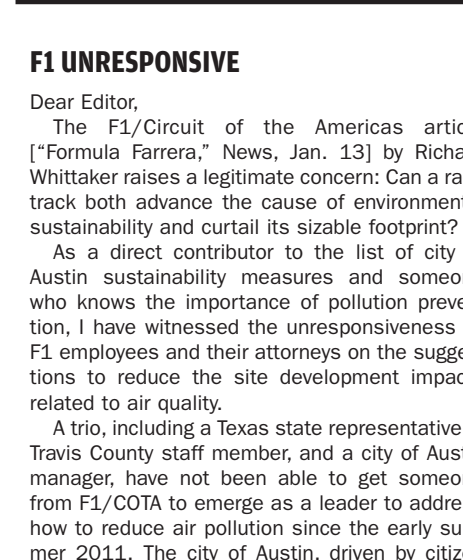 F1 UNRESPONSIVE
Dear Editor,
The F1/Circuit of the Americas artic
["Formula Farrera," News, Jan. 13] by Richa
Whittaker raises a legitimate concern: Can a ra
track both advance the cause of environment
sustainability and curtail its sizable footprint?
As a direct contributor to the list of city
Austin sustainability measures and someo
who knows the importance of pollution preve
tion, I have witnessed the unresponsiveness
F1 employees and their attorneys on the sugge
tions to reduce the site development impac
related to air quality.
A trio, including a Texas state representative
Travis County staff member, and a city of Aust
manager, have not been able to get someo
from F1/COTA to emerge as a leader to addre
how to reduce air pollution since the early su
mer 2011. The city of Austin, driven by citize